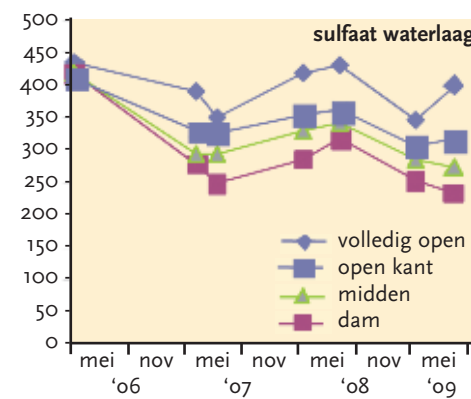 sulfaat waterlaag
500
450
400
350
300
250
200
150
100
50
0
volledig open
open kant
midden
dam
mei nov mei nov mei nov mei
'06 '07 '08 '09